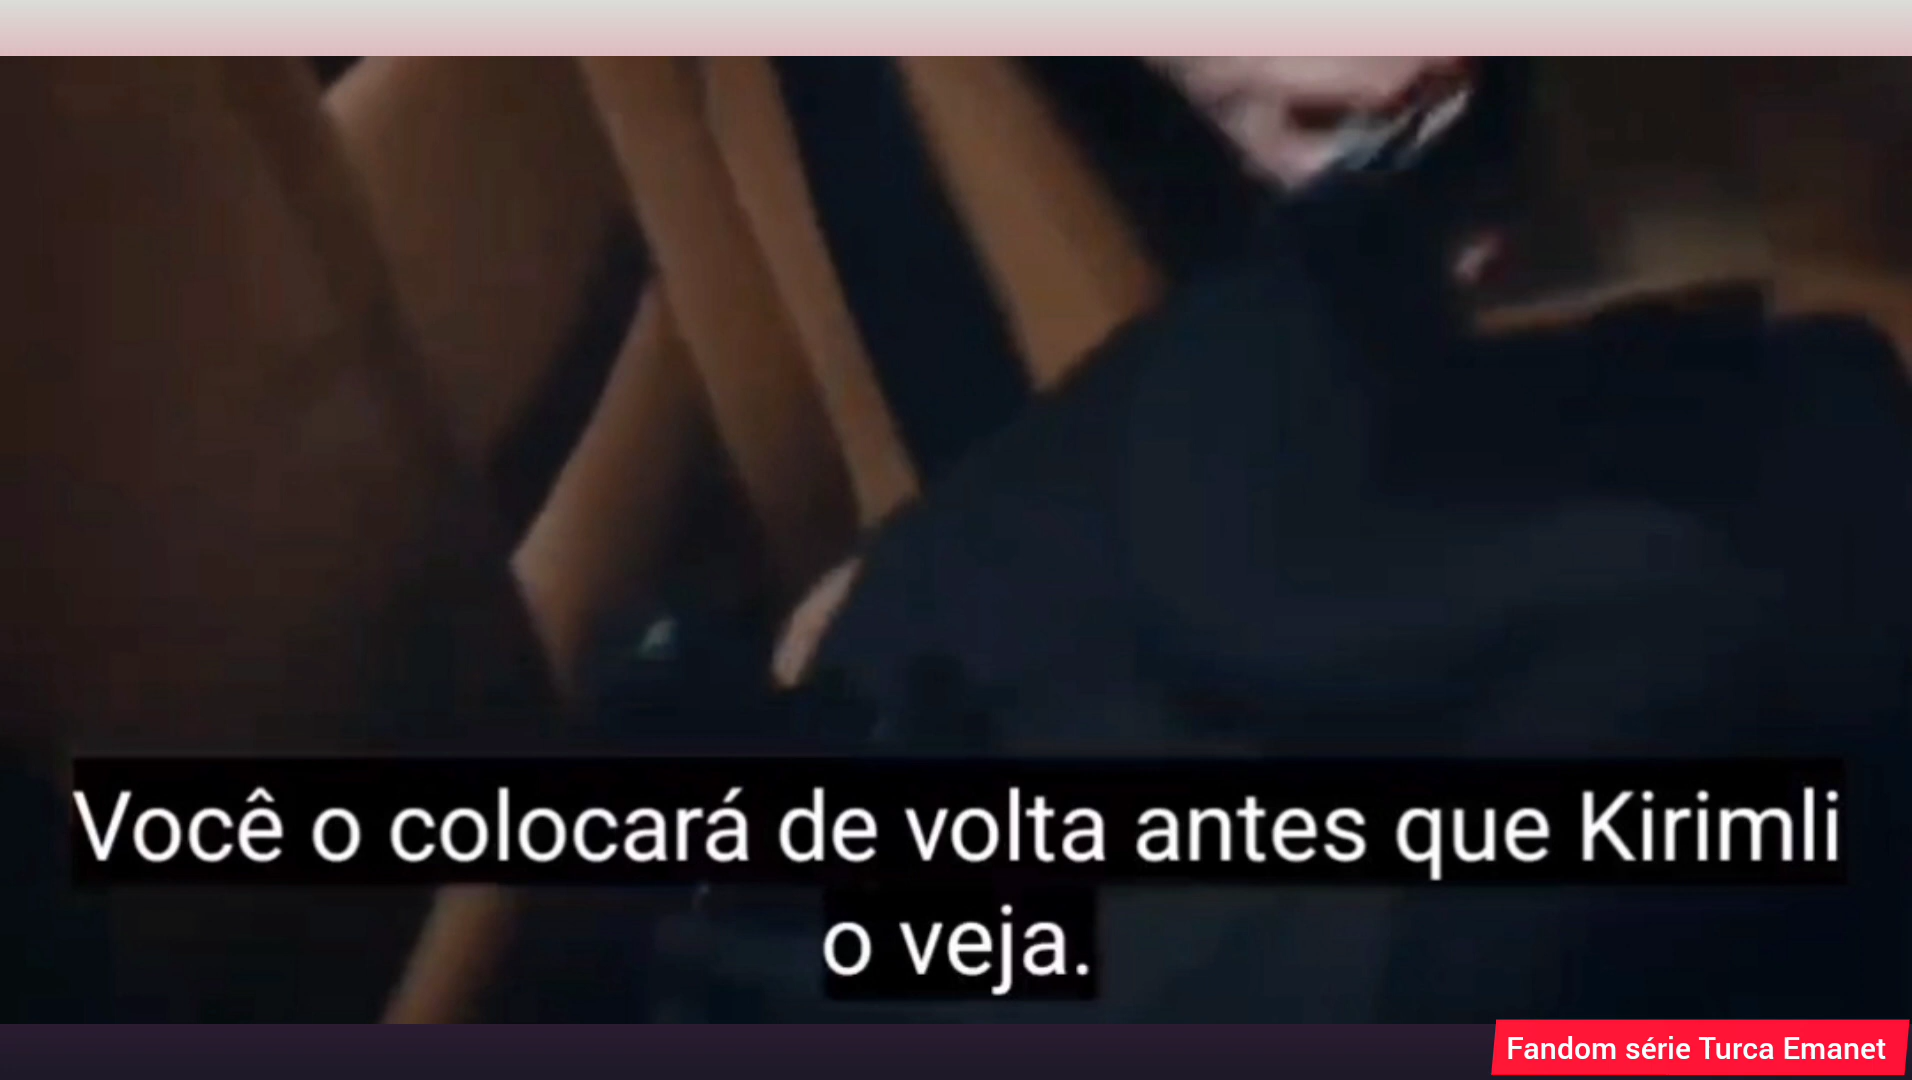 Você o colocará de volta antes que Kirimli
o veja.
Fandom série Turca Emanet